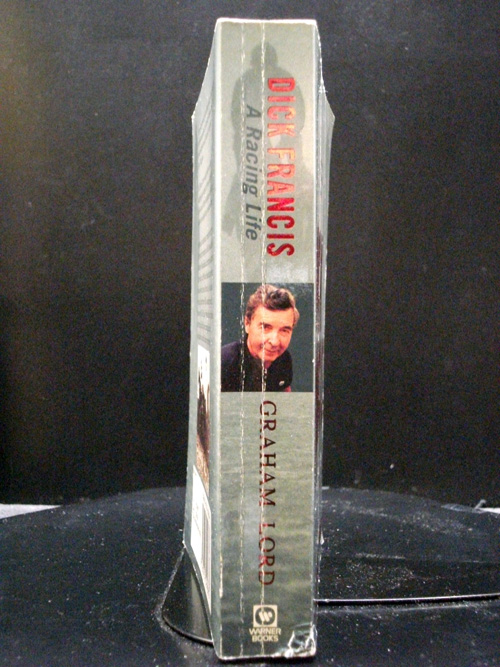 DICK FRANCIS
A Racing Life
GRAHAM LORD
WARNER
BOOKS